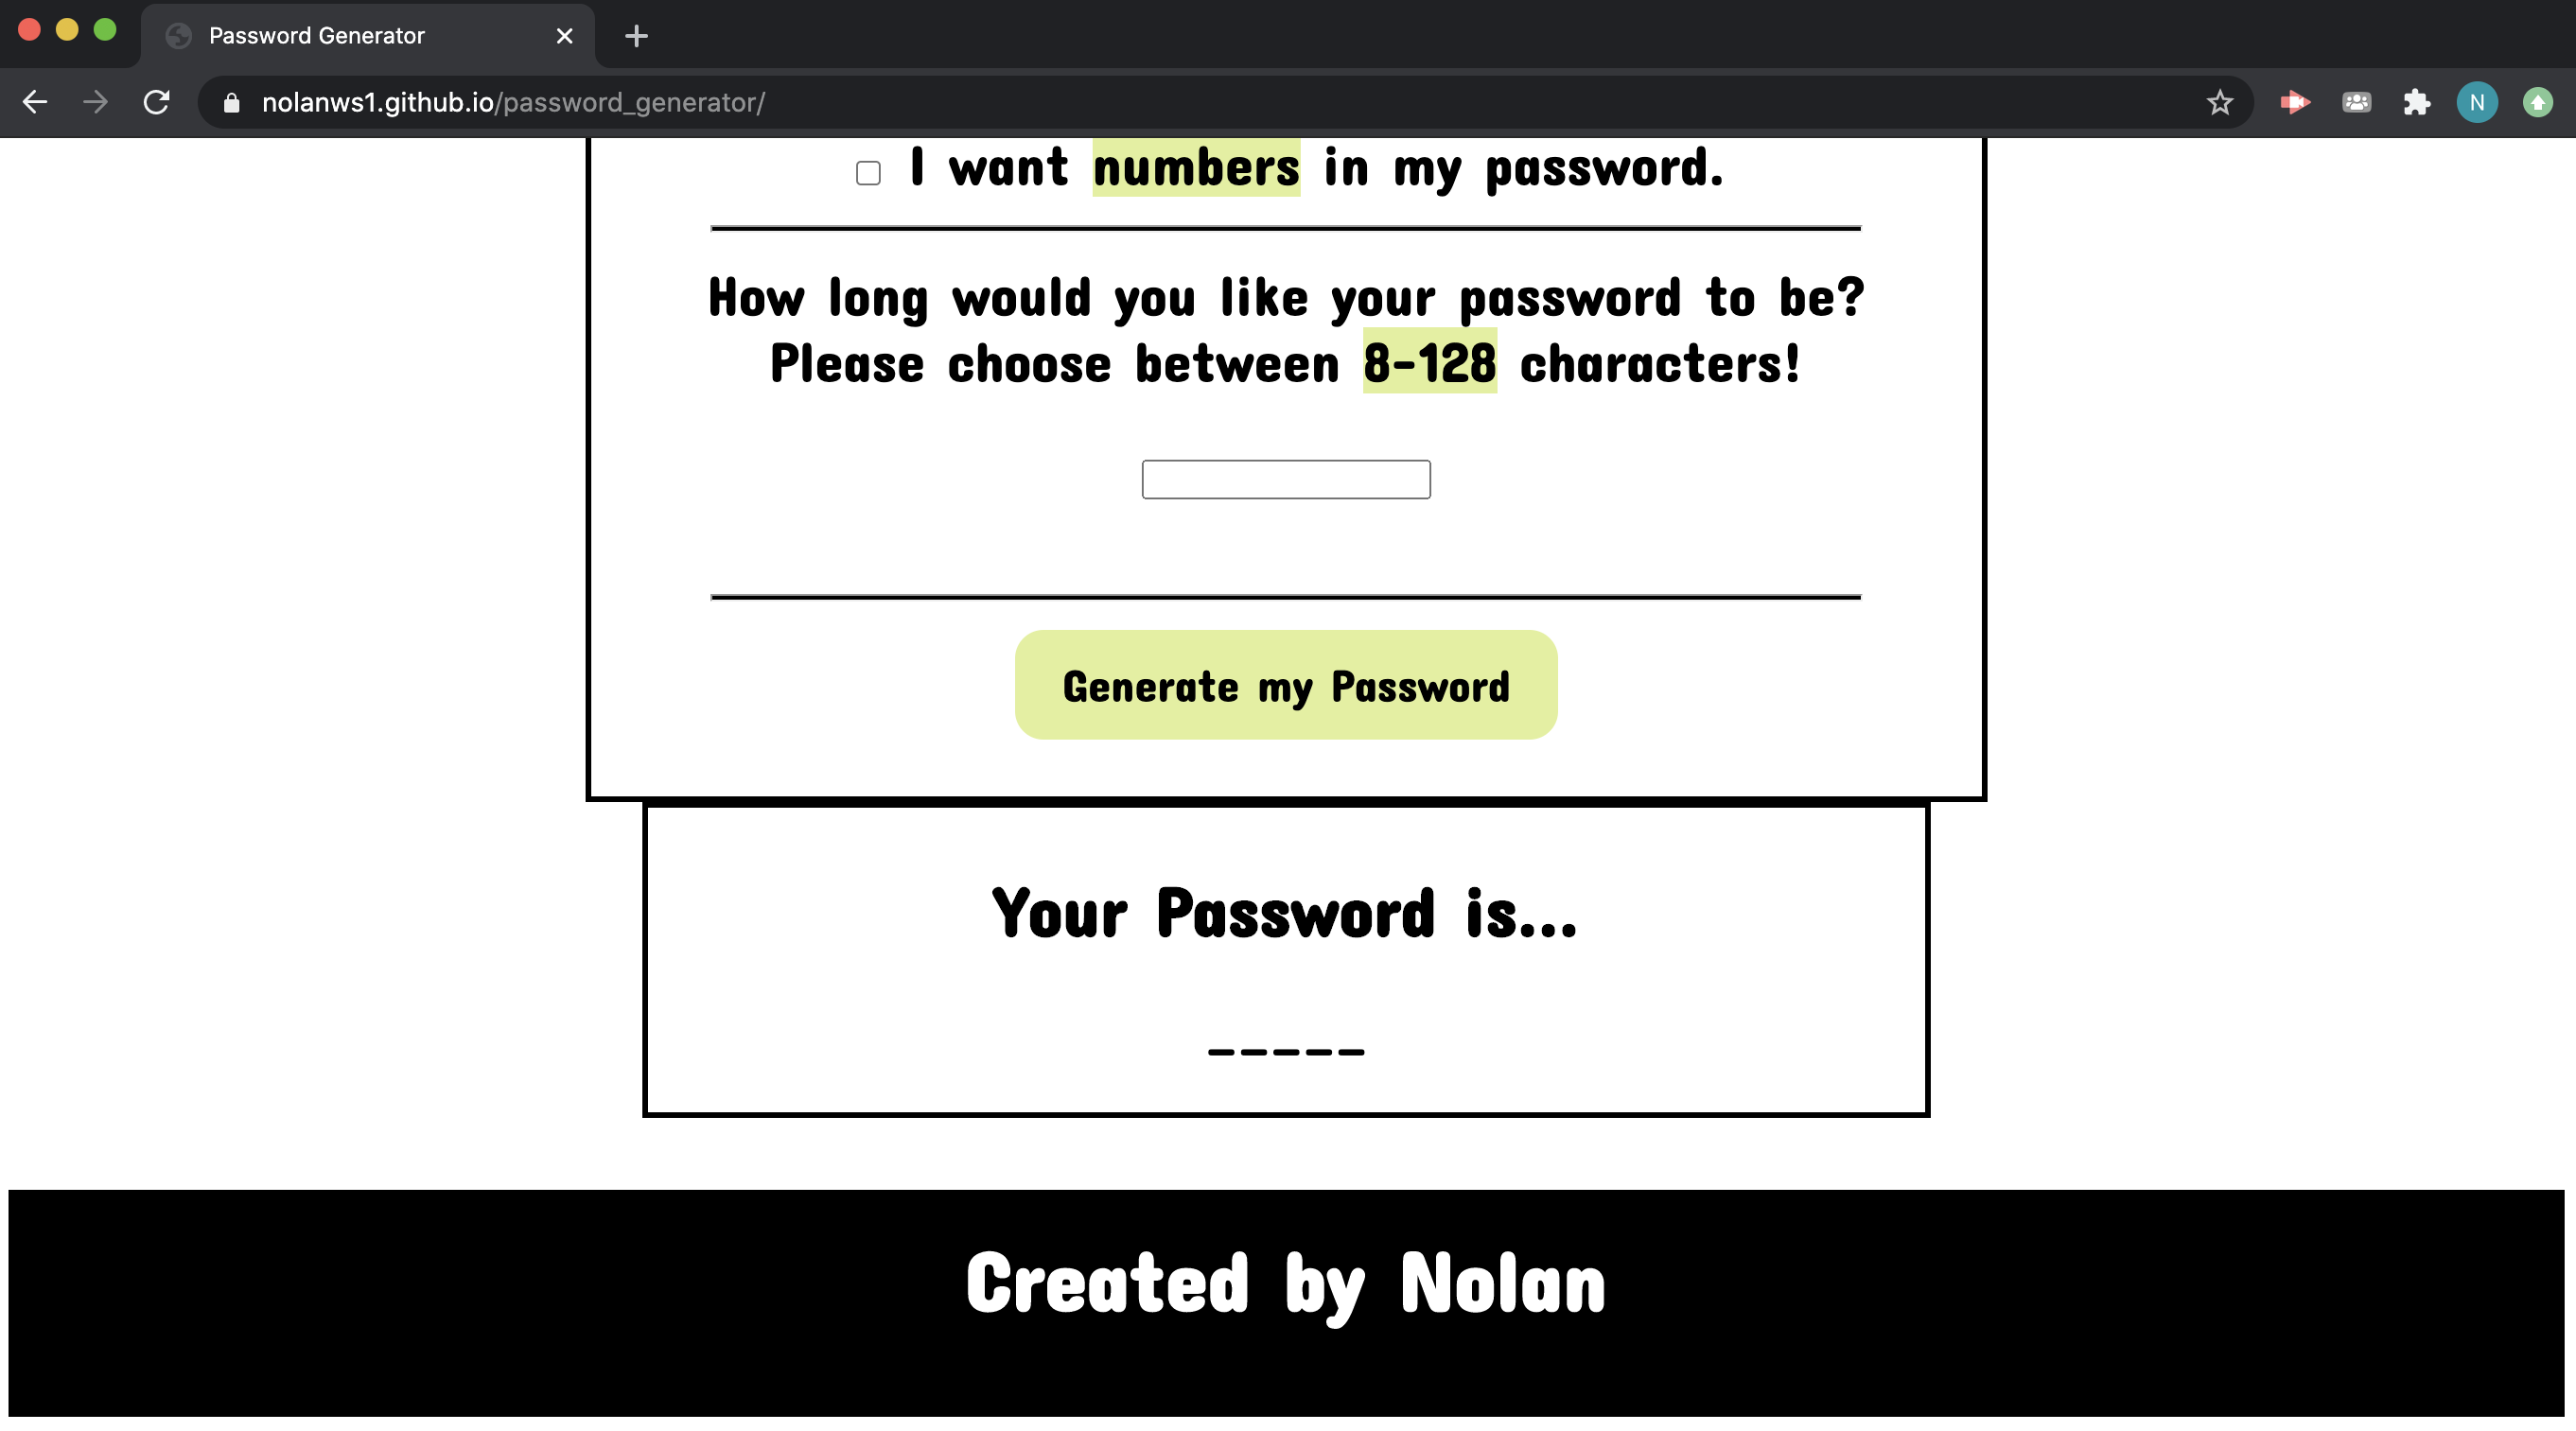 Password Generator
nolanws1.github.io/password_generator/
N
I want numbers in my password.
How long would you like your password to be?
Please choose between 8-128 characters!
Generate my Password
Your Password is...
_____
Created by Nolan